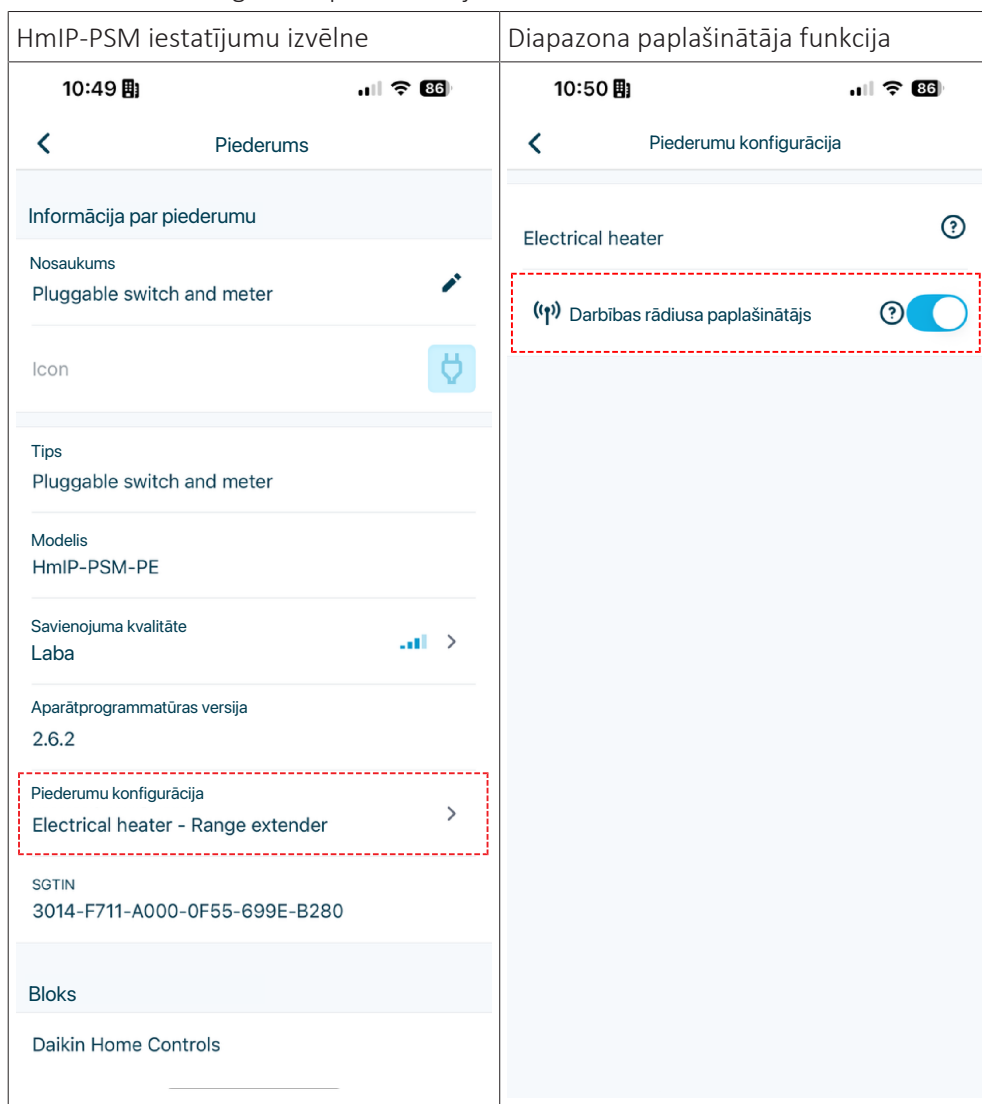 HmIP-PSM iestatījumu izvēlne
10:49
86
Piederums
Informācija par piederumu
Nosaukums
Pluggable switch and meter
Icon
Tips
Pluggable switch and meter
Modelis
HmIP-PSM-PE
Savienojuma kvalitāte
Laba
Aparātprogrammatūras versija
2.6.2
Piederumu konfigurācija
Electrical heater - Range extender
SGTIN
3014-F711-A000-0F55-699E-B280
Bloks
Daikin Home Controls
Diapazona paplašinātāja funkcija
10:50
86
Piederumu konfigurācija
Electrical heater
?
Darbības rādiusa paplašinātājs
?